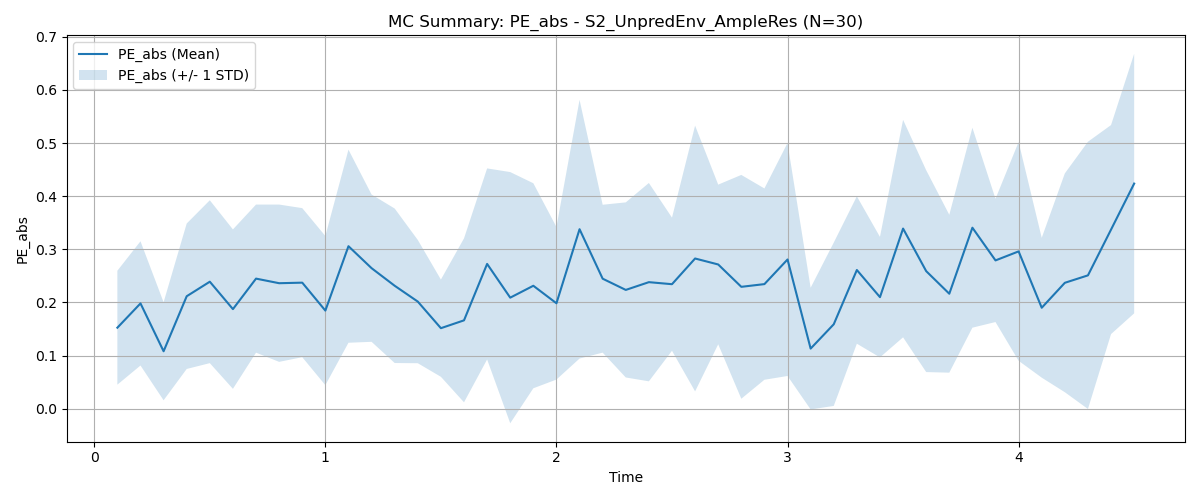 MC Summary: PE_abs - S2_UnpredEnv_AmpleRes (N=30)
PE_abs (Mean)
PE_abs (+/- 1 STD)
PE_abs
0.7
0.6
0.5
0.4
0.3
0.2
0.1
0.0
0 1 2 3 4
Time